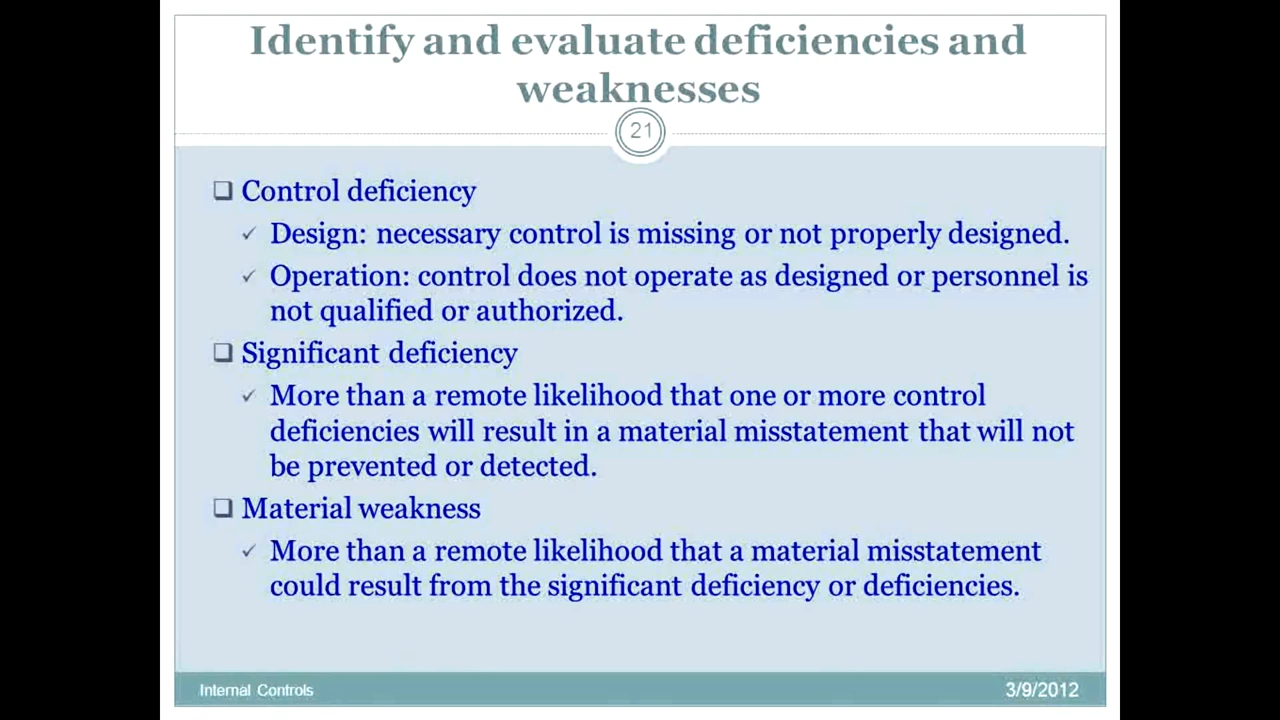 Identify and evaluate deficiencies and
weaknesses
21
Control deficiency
Design: necessary control is missing or not properly designed.
Operation: control does not operate as designed or personnel is
not qualified or authorized.
Significant deficiency
More than a remote likelihood that one or more control
deficiencies will result in a material misstatement that will not
be prevented or detected.
Material weakness
More than a remote likelihood that a material misstatement
could result from the significant deficiency or deficiencies.
Internal Controls
3/9/2012